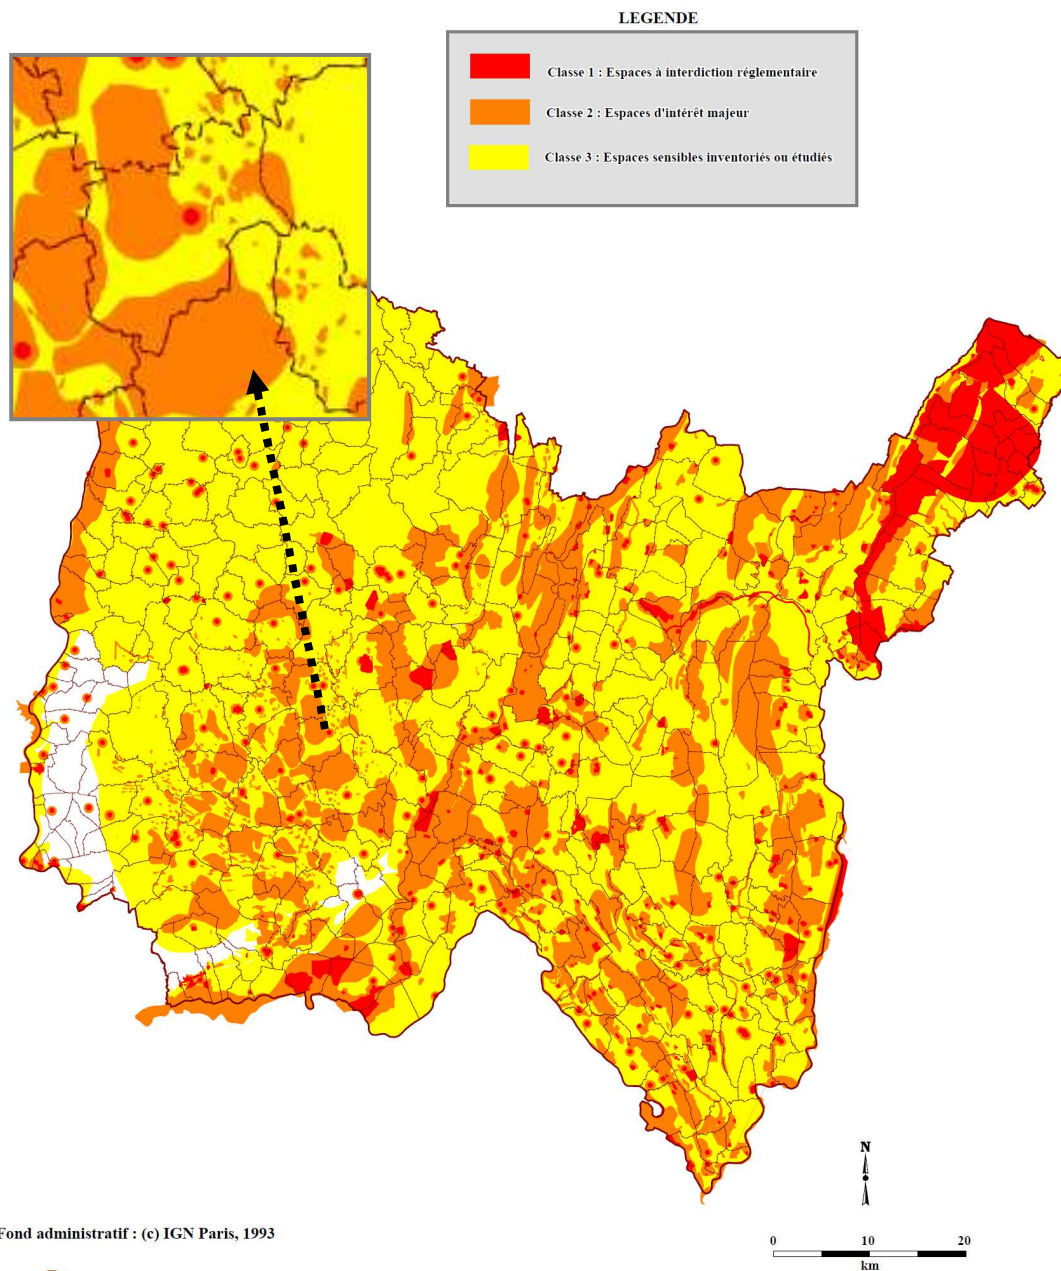 LEGENDE
Classe 1 : Espaces à interdiction réglementaire
Classe 2 : Espaces d'intérêt majeur
Classe 3 : Espaces sensibles inventoriés ou étudiés
N
Fond administratif : (c) IGN Paris, 1993
0 10 20
km